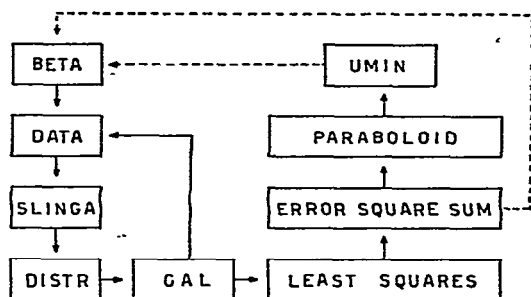 BETA
UMIN
DATA
PARABOLOID
SLINGA
ERROR SQUARE SUM
DISTR
GAL
LEAST SQUARES